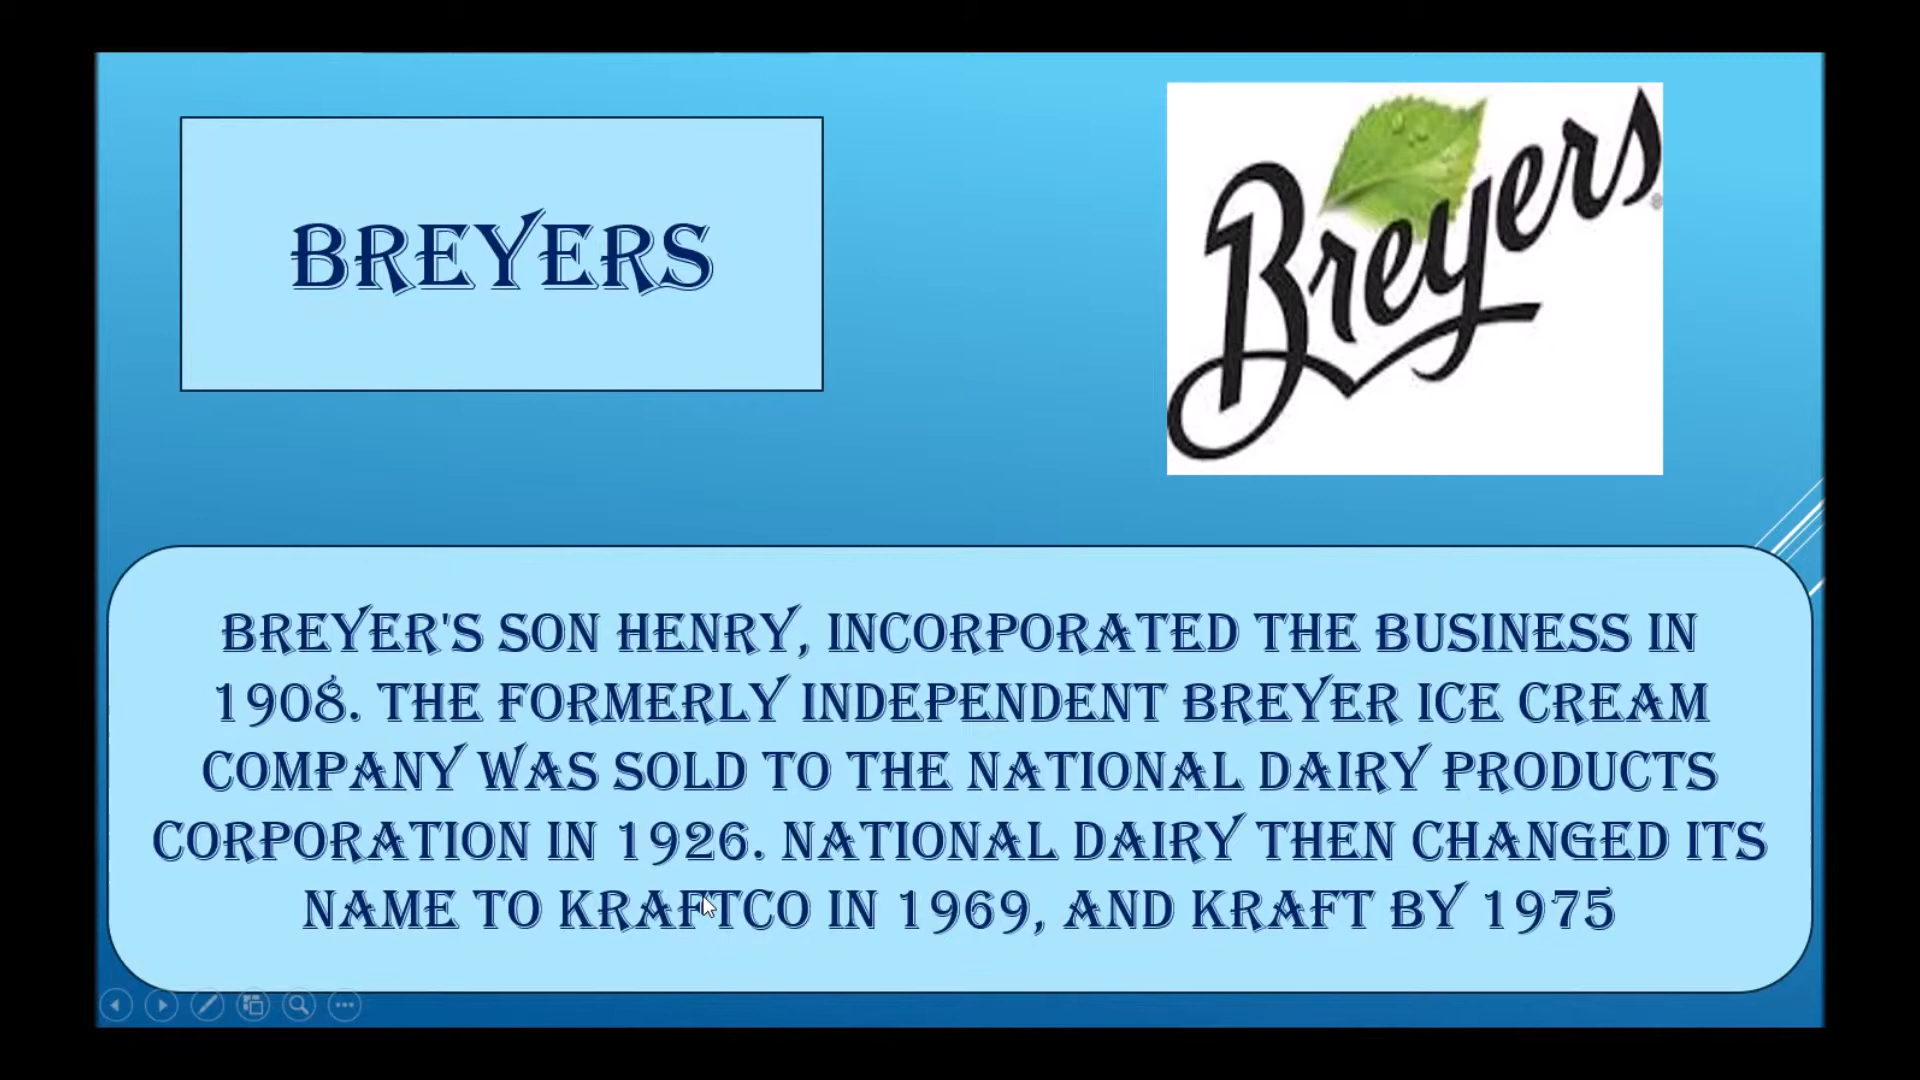 BREYERS
Breyers
BREYER'S SON HENRY, INCORPORATED THE BUSINESS IN
1908. THE FORMERLY INDEPENDENT BREYER ICE CREAM
COMPANY WAS SOLD TO THE NATIONAL DAIRY PRODUCTS
CORPORATION IN 1926. NATIONAL DAIRY THEN CHANGED ITS
NAME TO KRAFTCO IN 1969, AND KRAFT BY 1975